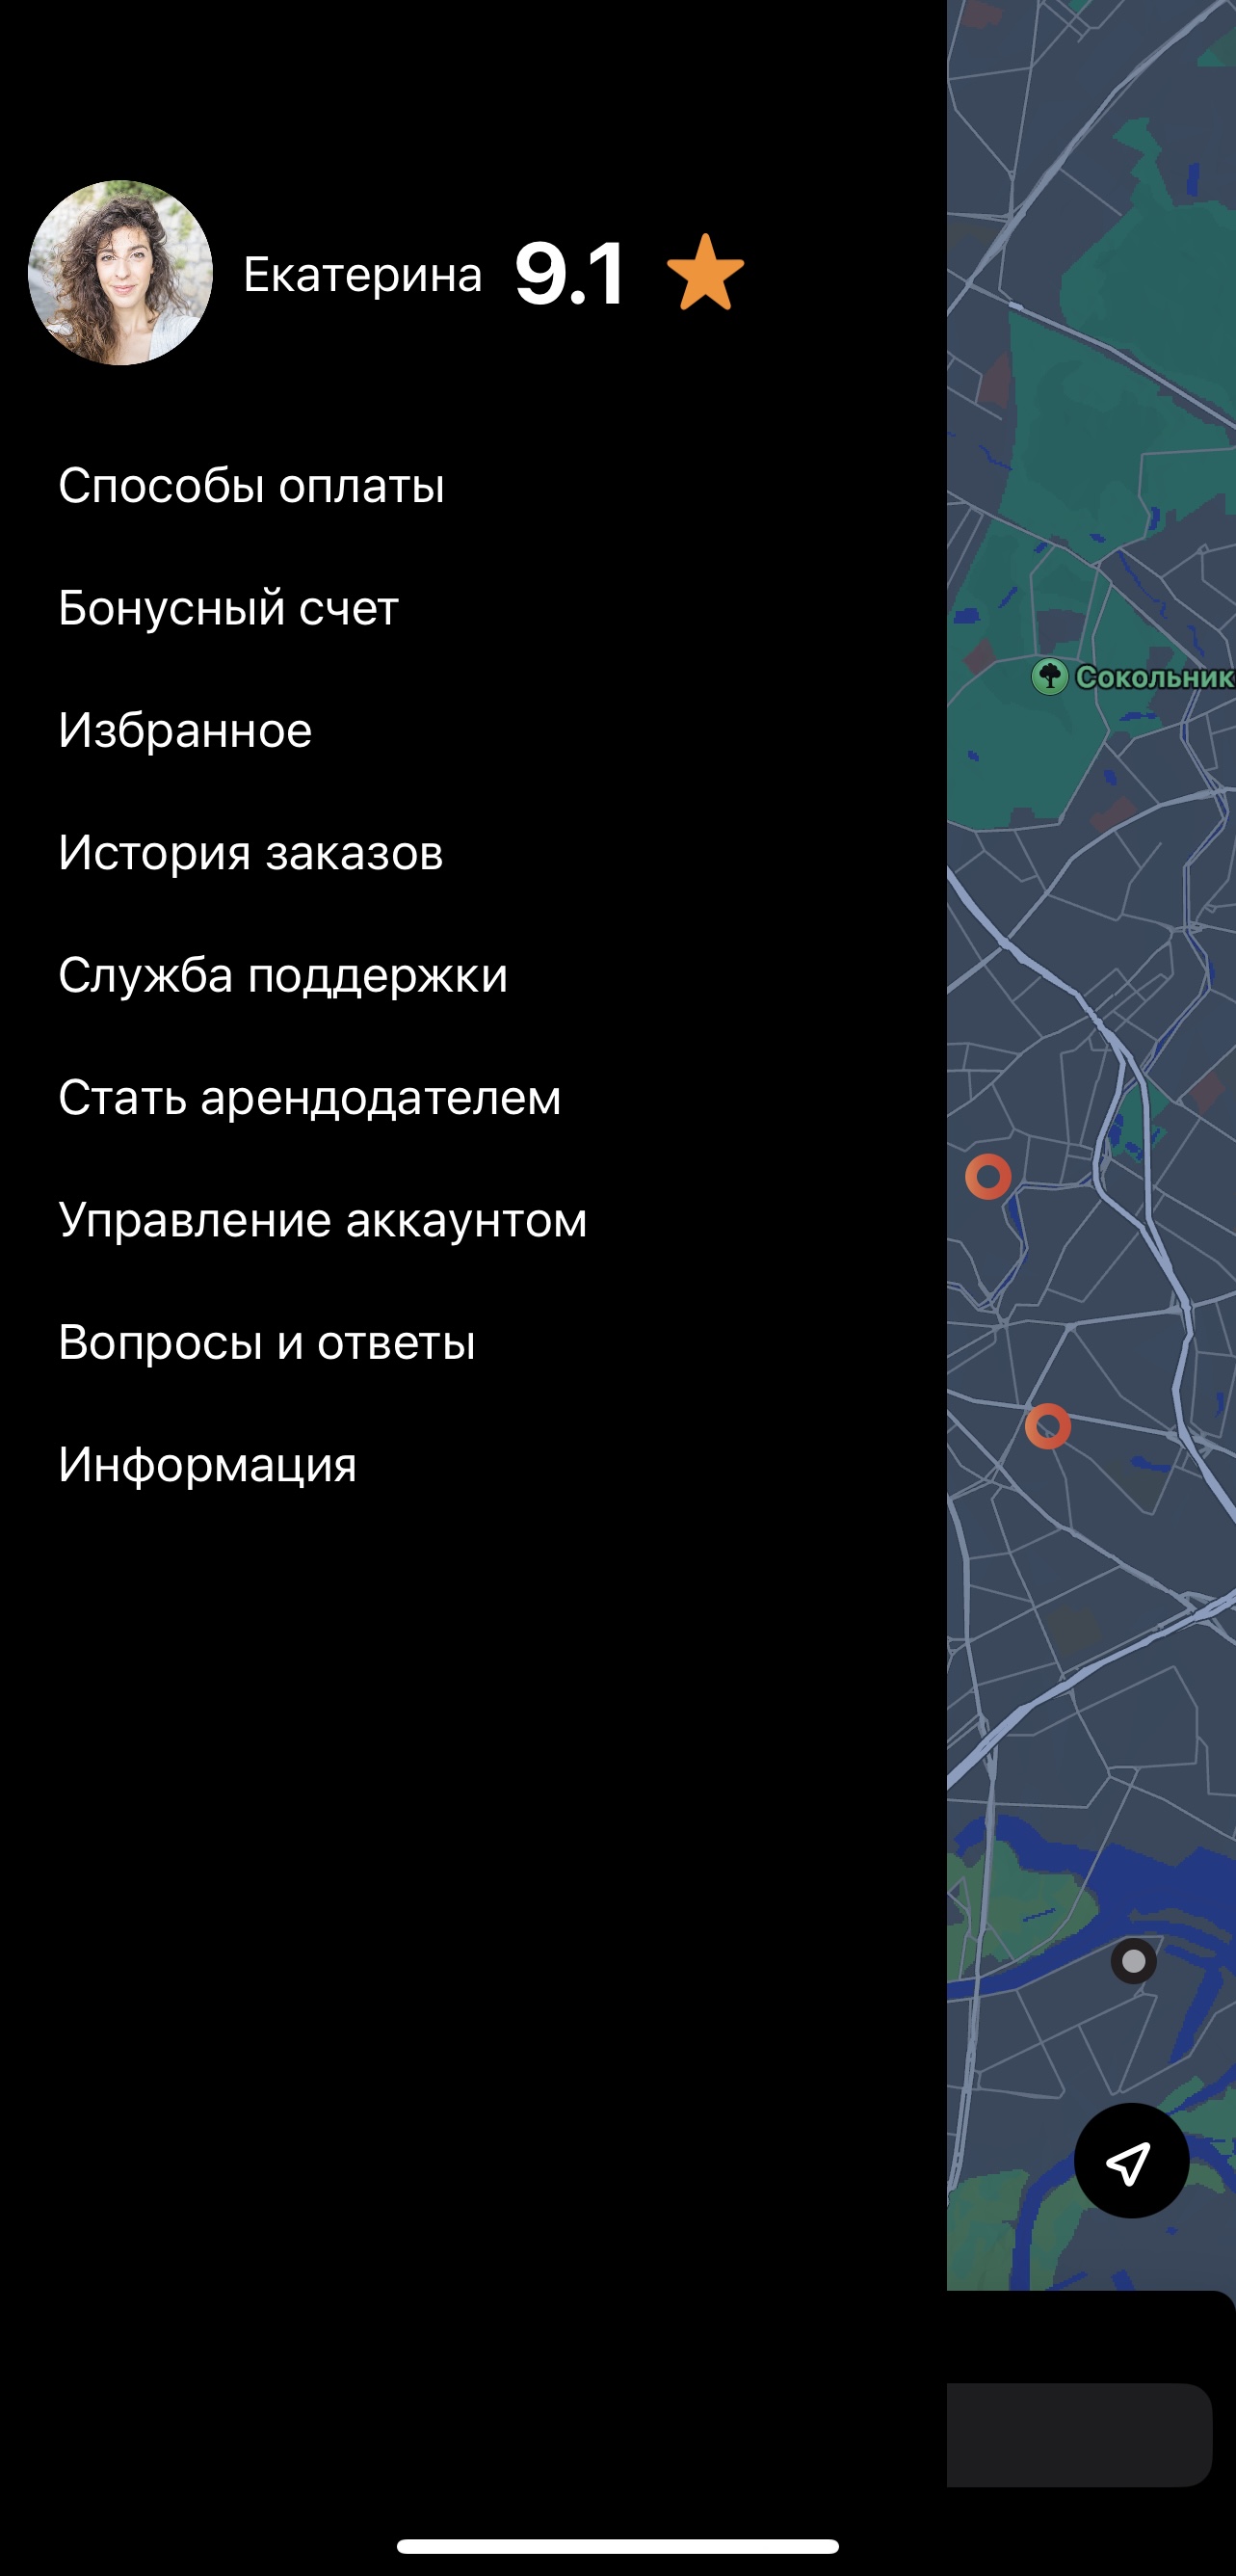 Екатерина 9.1
Способы оплаты
Бонусный счет
Избранное
История заказов
Служба поддержки
Стать арендодателем
Управление аккаунтом
Вопросы и ответы
Информация
Сокольник